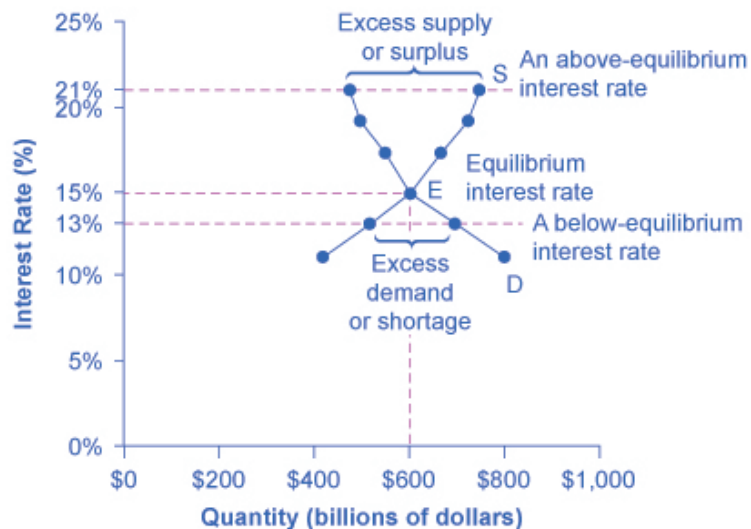 25%
Excess supply
or surplus
S
An above-equilibrium
interest rate
21%
20%
Equilibrium
interest rate
15%
E
13%
A below-equilibrium
interest rate
Excess
demand
or shortage
10%
D
5%
0%
Interest Rate (%)
$0 $200 $400 $600 $800 $1,000
Quantity (billions of dollars)